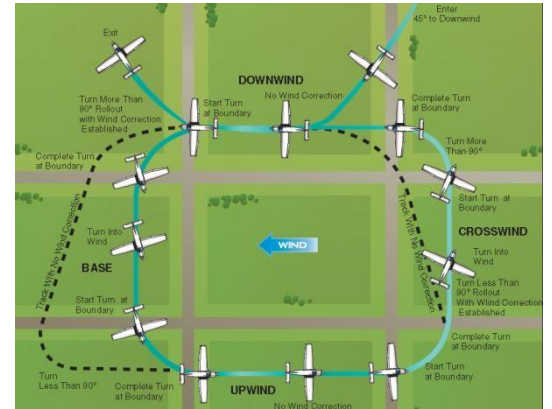 Enter
45° to Downwind
Exit
DOWNWIND
Turn More Than
90° Rollout
with Wind Correction
Established
Start Turn
at Boundary
No Wind Correction
Complete Turn
at Boundary
Turn More
Than 90°
Complete Turn
at Boundary
Start Turn at
Boundary
Track With No Wind Correction
Track With No Wind Correction
WIND
CROSSWIND
Turn Into
Wind
Turn Into
Wind
BASE
Turn Less Than
90° Rollout
With Wind Correction
Established
Start Turn at
Boundary
Complete Turn
at Boundary
Turn
Less Than 90°
Complete Turn
at Boundary
UPWIND
Start Turn
at Boundary
No Wind Correction